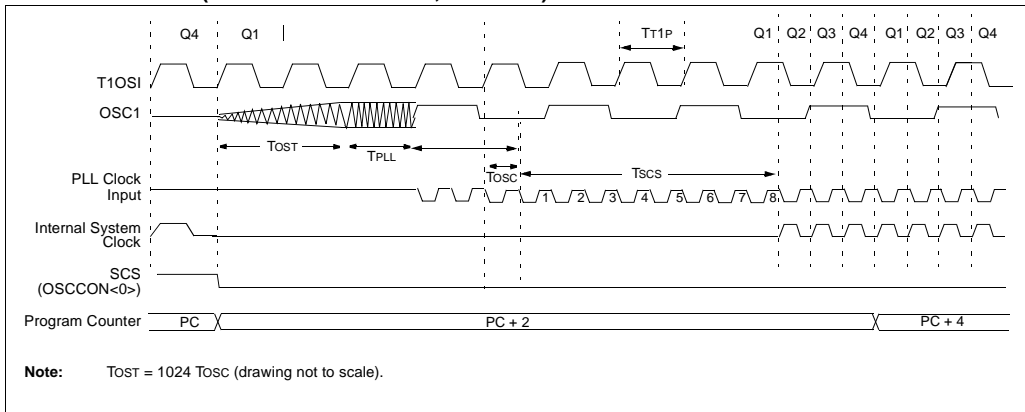 Q4 Q1 TT1P Q1 Q2 Q3 Q4 Q1 Q2 Q3 Q4
T1OSI
OSC1
TOST TPLL
TOSC TSCS
PLL Clock
Input
1 2 3 4 5 6 7 8
Internal System
Clock
SCS
(OSCCON<0>)
Program Counter PC PC + 2 PC + 4
Note: TOST = 1024 TOSC (drawing not to scale).